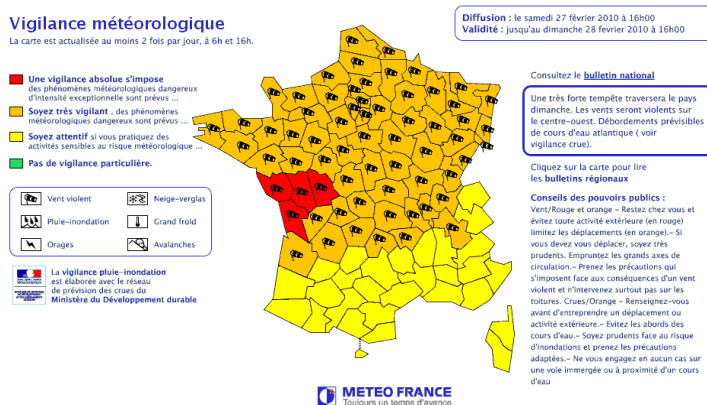 Vigilance météorologique
La carte est actualisée au moins 2 fois par jour, à 6h et 16h.
Diffusion : le samedi 27 février 2010 à 16h00
Validité : jusqu'au dimanche 28 fevrier 2010 à 16h00
Une vigilance absolue s'impose
des phénomènes météorologiques dangereux
d'intensité exceptionnelle sont prévus ...
Soyez très vigilant , des phénomènes
météorologiques dangereux sont prévus ...
Soyez attentif si vous pratiquez des
activités sensibles au risque météorologique ...
Pas de vigilance particulière.
Vent violent
Neige-verglas
Pluie-inondation
Grand froid
Orages
Avalanches
La vigilance pluie-inondation
est élaborée avec le réseau
de prévision des crues du
Ministère du Développement durable
Consultez le bulletin national
Une très forte tempête traversera le pays
dimanche. Les vents seront violents sur
le centre-ouest. Débordements prévisibles
de cours d'eau atlantique ( voir
vigilance crue).
Cliquez sur la carte pour lire
les bulletins régionaux
Conseils des pouvoirs publics :
Vent/Rouge et orange - Restez chez vous et
évitez toute activité extérieure (en rouge)
limitez les déplacements (en orange).- Si
vous devez vous déplacer, soyez très
prudents. Empruntez les grands axes de
circulation.- Prenez les précautions qui
s'imposent face aux conséquences d'un vent
violent et n'intervenez surtout pas sur les
toitures. Crues/Orange - Renseignez-vous
avant d'entreprendre un déplacement ou
activité extérieure.- Evitez les abords des
cours d'eau.- Soyez prudents face au risque
d'inondations et prenez les précautions
adaptées.- Ne vous engagez en aucun cas sur
une voie immergée ou à proximité d'un cours
d'eau
METEO FRANCE
Toujours un temps d'avance